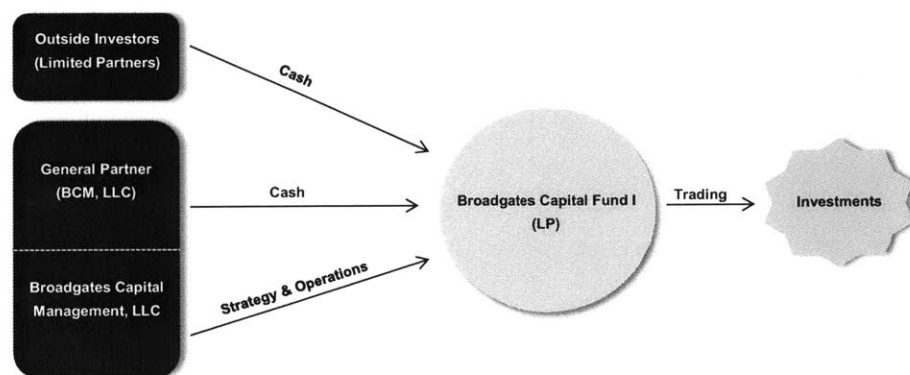 Outside Investors
(Limited Partners)
Cash
General Partner
(BCM, LLC)
Cash
Broadgates Capital
Management, LLC
Strategy & Operations
Broadgates Capital Fund I
(LP)
Trading
Investments